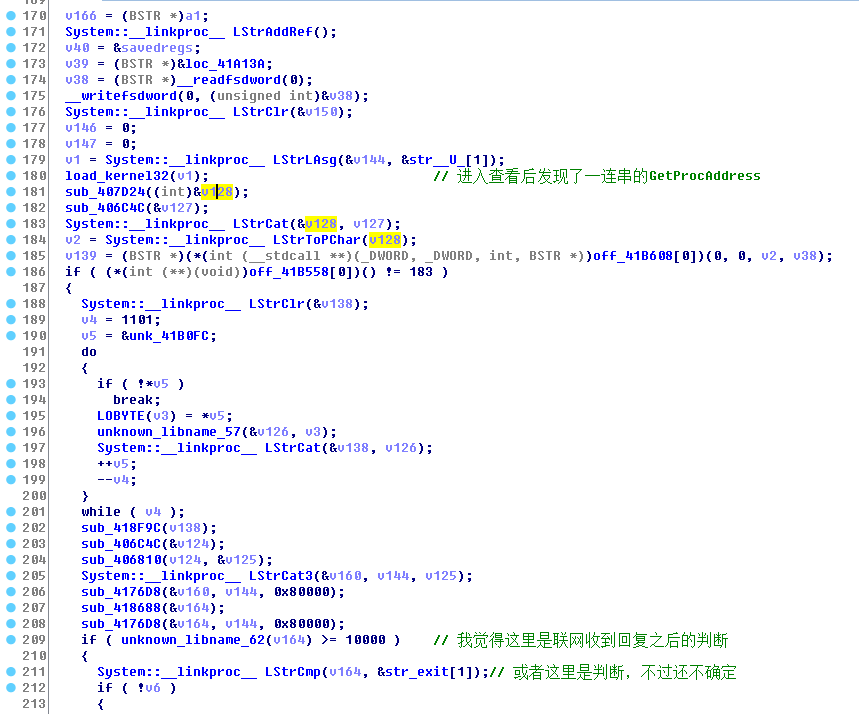 170 v166 = (BSTR *)a1;
171 System::__linkproc__ LStrAddRef();
172 v40 = &savedregs;
173 v39 = (BSTR *)&loc_41A13A;
174 v38 = (BSTR *)__readfsdword(0);
175 __writefsdword(0, (unsigned int)&v38);
176 System::__linkproc__ LStrClr(&v150);
177 v146 = 0;
178 v147 = 0;
179 v1 = System::__linkproc__ LStrLAsg(&v144, &str__U_[1]);
180 load_kernel32(v1); // 进入查看后发现了一连串的GetProcAddress
181 sub_407D24((int)&v128);
182 sub_406C4C(&v127);
183 System::__linkproc__ LStrCat(&v128, v127);
184 v2 = System::__linkproc__ LStrToPChar(v128);
185 v139 = (BSTR *)(*(int (__stdcall **)(_DWORD, _DWORD, int, BSTR *))off_41B608[0])(0, 0, v2, v38);
186 if ( (*(int (**)(void))off_41B558[0])() != 183 )
187 {
188 System::__linkproc__ LStrClr(&v138);
189 v4 = 1101;
190 v5 = &unk_41B0FC;
191 do
192 {
193 if ( !*v5 )
194 break;
195 LOBYTE(v3) = *v5;
196 unknown_libname_57(&v126, v3);
197 System::__linkproc__ LStrCat(&v138, v126);
198 ++v5;
199 --v4;
200 }
201 while ( v4 );
202 sub_418F9C(v138);
203 sub_406C4C(&v124);
204 sub_406810(v124, &v125);
205 System::__linkproc__ LStrCat3(&v160, v144, v125);
206 sub_4176D8(&v160, v144, 0x80000);
207 sub_418688(&v164);
208 sub_4176D8(&v164, v144, 0x80000);
209 if ( unknown_libname_62(v164) >= 10000 ) // 我觉得这里是联网收到回复之后的判断
210 {
211 System::__linkproc__ LStrCmp(v164, &str_exit[1]);// 或者这里是判断，不过还不确定
212 if ( !v6 )
213 {